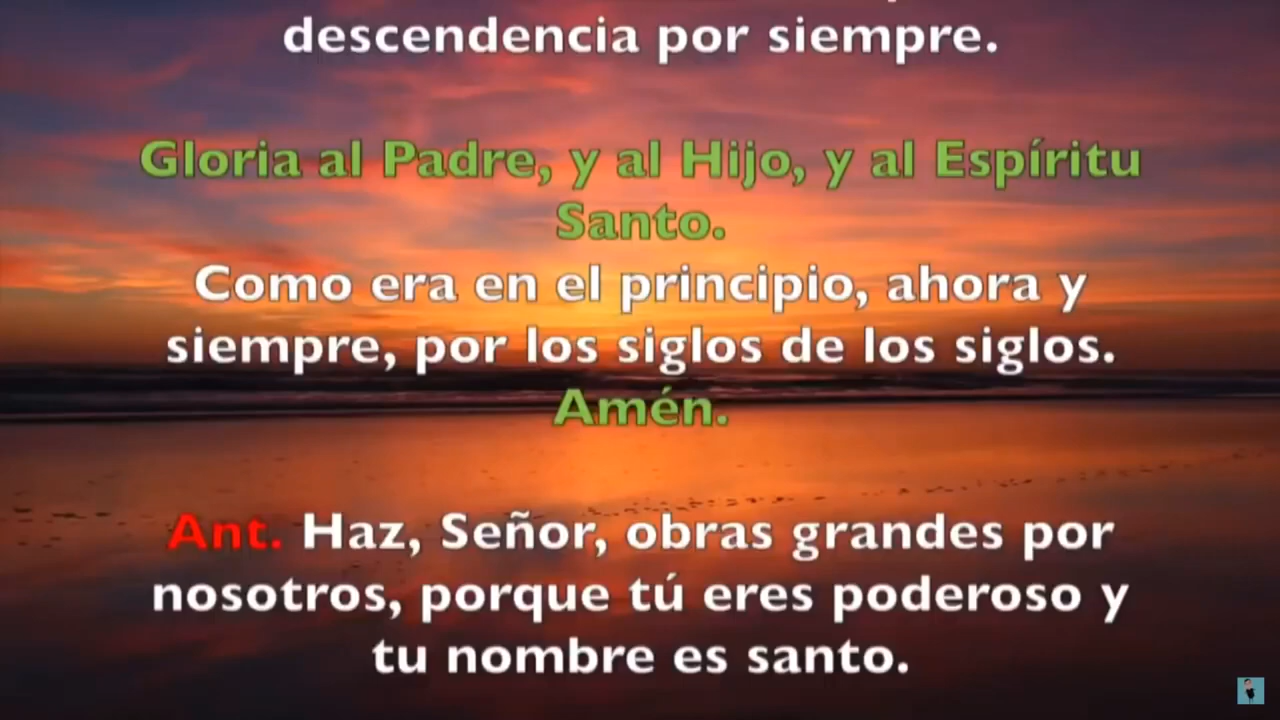 descendencia por siempre.
Gloria al Padre, y al Hijo, y al Espíritu
Santo.
Como era en el principio, ahora y
siempre, por los siglos de los siglos.
Amén.
Ant. Haz, Señor, obras grandes por
nosotros, porque tú eres poderoso y
tu nombre es santo.